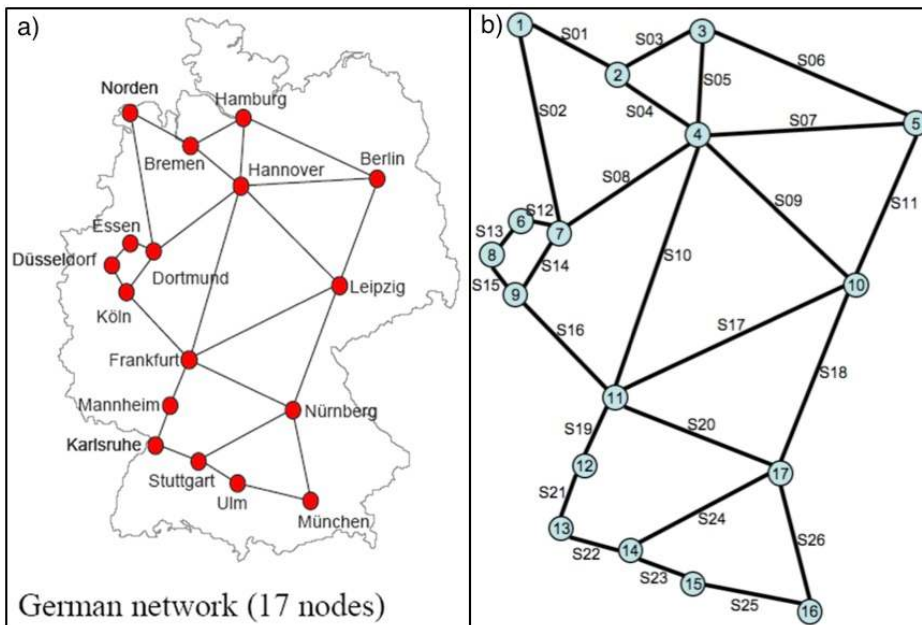 a)
Norden
Hamburg
Bremen
Hannover
Berlin
Essen
Düsseldorf
Dortmund
Köln
Leipzig
Frankfurt
Mannheim
Nürnberg
Karlsruhe
Stuttgart
Ulm
München
German network (17 nodes)
b)
1
S01
S03
3
2
S06
S05
S02
S04
S07
5
4
S08
S09
S11
S12
6
7
S13
S10
8
S14
S15
9
10
S16
S17
S18
11
S19
S20
12
17
S21
S24
13
S22
14
S26
S23
15
S25
16